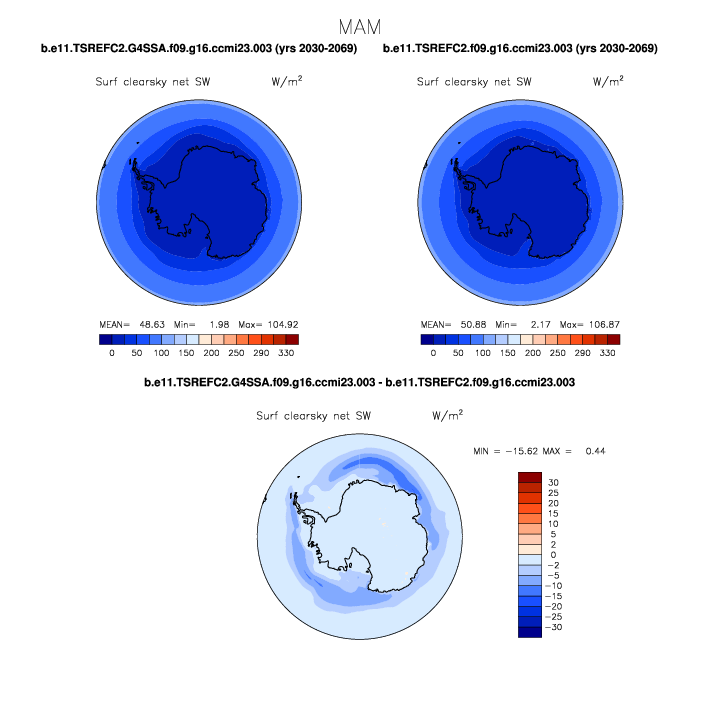 MAM
b.e11.TSREFC2.G4SSA.f09.g16.ccmi23.003 (yrs 2030-2069) b.e11.TSREFC2.f09.g16.ccmi23.003 (yrs 2030-2069)
Surf clearsky net SW W/m² Surf clearsky net SW W/m²
MEAN= 48.63 Min= 1.98 Max= 104.92 MEAN= 50.88 Min= 2.17 Max= 106.87
0 50 100 150 200 250 290 330 0 50 100 150 200 250 290 330
b.e11.TSREFC2.G4SSA.f09.g16.ccmi23.003 - b.e11.TSREFC2.f09.g16.ccmi23.003
Surf clearsky net SW W/m²
MIN = −15.62 MAX = 0.44
30
25
20
15
10
5
2
0
−2
−5
−10
−15
−20
−25
−30